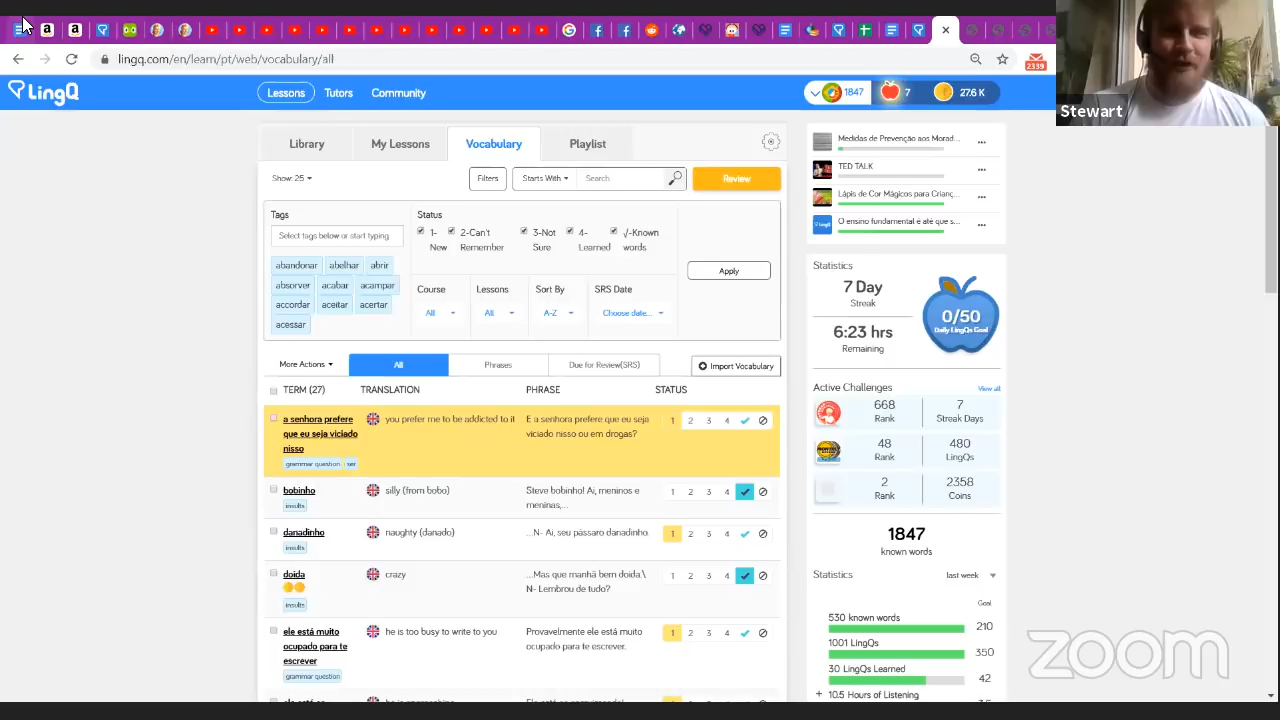 lingq.com/en/learn/pt/web/vocabulary/all
2339
Stewart
LingQ
Lessons
Tutors
Community
1847
7
27.6 K
Library
My Lessons
Vocabulary
Playlist
Show: 25
Filters
Starts With
Search.
Review
Tags
Select tags below or start typing
abandonar abelhar abrir
absorver acabar acampar
accordar aceitar acertar
acessar
Status
1-New
2-Can't Remember
3-Not Sure
4-Learned
√-Known words
Apply
Course
All
Lessons
All
Sort By
A-Z
SRS Date
Choose date...
More Actions
All
Phrases
Due for Review(SRS)
Import Vocabulary
TERM (27) TRANSLATION PHRASE STATUS
a senhora prefere
que eu seja viciado
nisso
grammar question ser
you prefer me to be addicted to it
E a senhora prefere que eu seja
viciado nisso ou em drogas?
1 2 3 4
bobinho
insults
silly (from bobo)
Steve bobinho! Ai, meninos e
meninas,...
1 2 3 4
danadinho
insults
naughty (danado)
...N- Ai, seu pássaro danadinho.
1 2 3 4
doida
insults
crazy
...Mas que manhã bem doida.\
N- Lembrou de tudo?
1 2 3 4
ele está muito
ocupado para te
escrever
grammar question
he is too busy to write to you
Provavelmente ele está muito
ocupado para te escrever.
1 2 3 4
Medidas de Prevenção aos Morad...
TED TALK
Lápis de Cor Mágicos para Crianç...
O ensino fundamental é até que s...
Statistics
7 Day
Streak
6:23 hrs
Remaining
0/50
Daily LingQs Goal
Active Challenges
View all
668
Rank
7
Streak Days
48
Rank
480
LingQs
2
Rank
2358
Coins
1847
known words
Statistics
last week
Goal
530 known words
210
1001 LingQs
350
30 LingQs Learned
42
+ 10.5 Hours of Listening
zoom